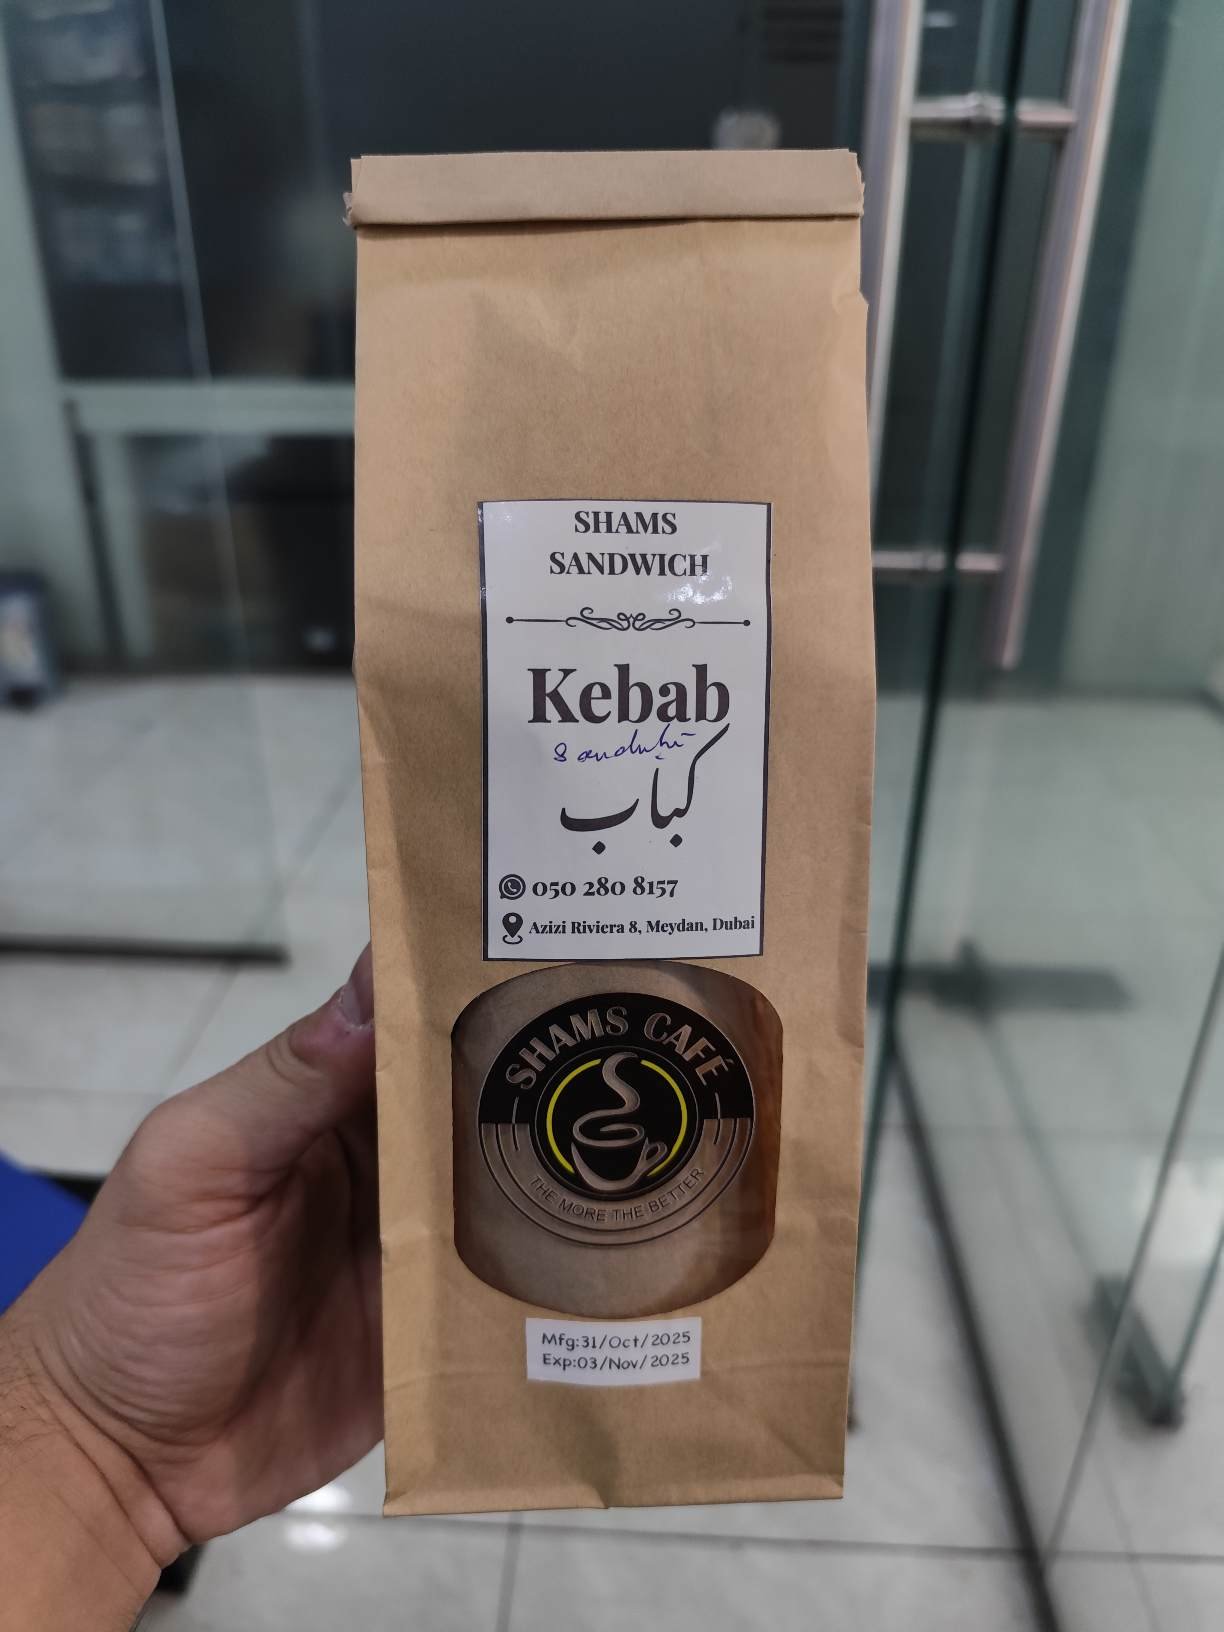 SHAMS
SANDWICH
Kebab
كباب
050 280 8157
Azizi Riviera 8, Meydan, Dubai
SHAMS CAFÉ
THE MORE THE BETTER
Mfg:31/Oct/2025
Exp:03/Nov/2025